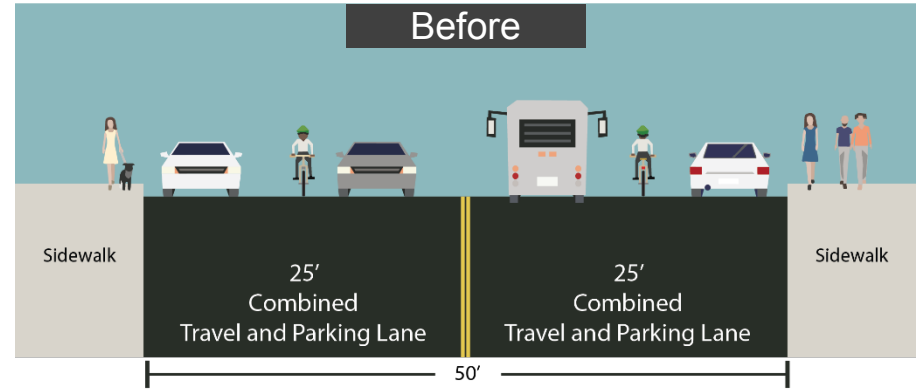 Before
Sidewalk
25’
Combined
Travel and Parking Lane
25’
Combined
Travel and Parking Lane
Sidewalk
50’